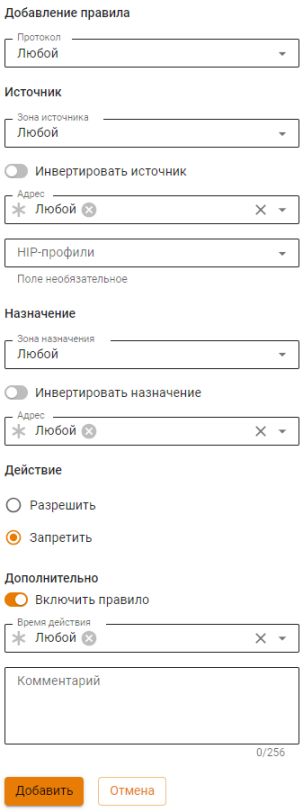 Добавление правила
Протокол
Любой
Источник
Зона источника
Любой
Инвертировать источник
Адрес
Любой
HIP-профили
Поле необязательное
Назначение
Зона назначения
Любой
Инвертировать назначение
Адрес
Любой
Действие
Разрешить
Запретить
Дополнительно
Включить правило
Время действия
Любой
Комментарий
0/256
Добавить Отмена